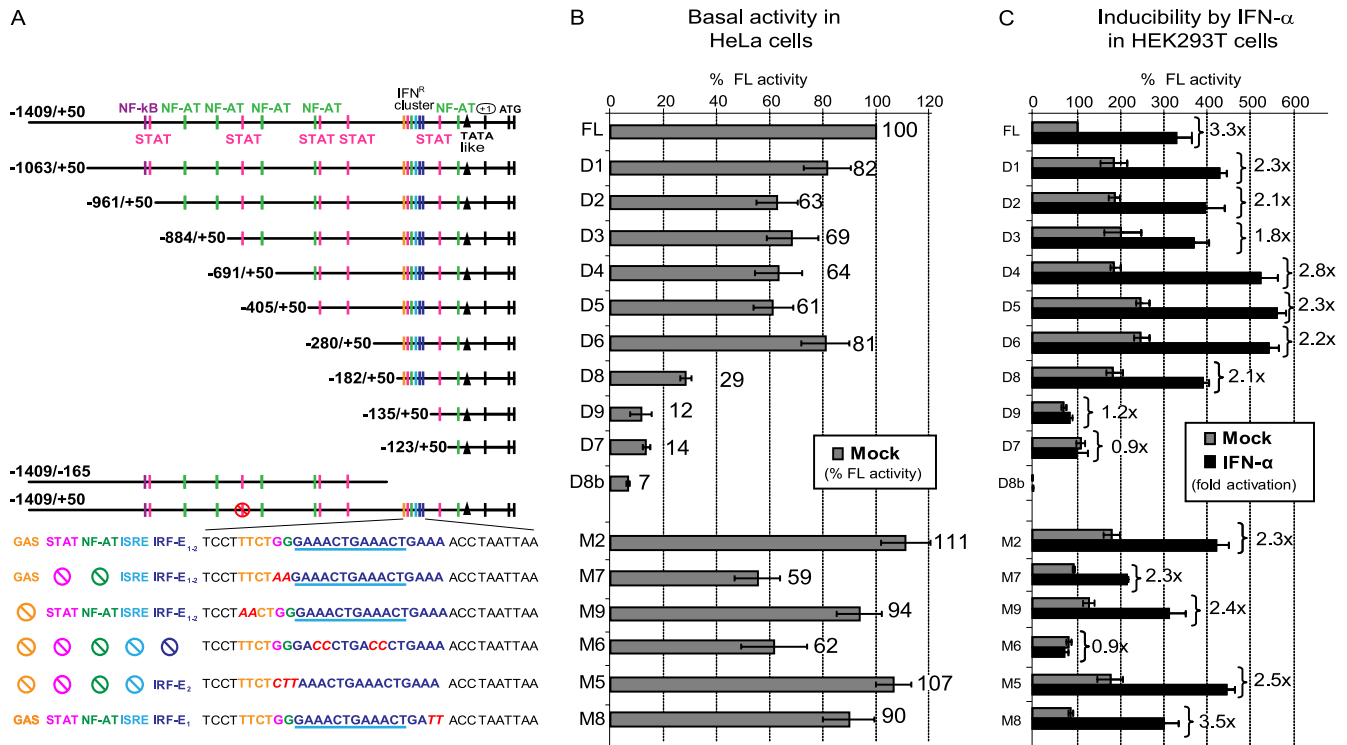 A
NF-kB NF-AT NF-AT NF-AT NF-AT
IFNR
cluster
NF-AT +1 ATG
-1409/+50
STAT STAT STAT STAT STAT TATA
like
-1063/+50
-961/+50
-884/+50
-691/+50
-405/+50
-280/+50
-182/+50
-135/+50
-123/+50
-1409/-165
-1409/+50
GAS STAT NF-AT ISRE IRF-E1-2 TCCTTTCTGGGAAACTGAAACTGAAA ACCTAATTAA
GAS ISRE IRF-E1-2 TCCTTTCTAAGAAACTGAAACTGAAA ACCTAATTAA
STAT NF-AT ISRE IRF-E1-2 TCCTAACTGGGAAACTGAAACTGAAA ACCTAATTAA
TCCTTTCTGGGACCCTGACCCTGAAA ACCTAATTAA
IRF-E2 TCCTTTCTCTTAAACTGAAACTGAAA ACCTAATTAA
GAS STAT NF-AT ISRE IRF-E1 TCCTTTCTGGGAAACTGAAACTGATT ACCTAATTAA
B
Basal activity in
HeLa cells
% FL activity
0 20 40 60 80 100 120
FL 100
D1 82
D2 63
D3 69
D4 64
D5 61
D6 81
D8 29
D9 12
D7 14
D8b 7
M2 111
M7 59
M9 94
M6 62
M5 107
M8 90
Mock
(% FL activity)
C
Inducibility by IFN-α
in HEK293T cells
% FL activity
0 100 200 300 400 500 600
FL 3.3x
D1 2.3x
D2 2.1x
D3 1.8x
D4 2.8x
D5 2.3x
D6 2.2x
D8 2.1x
D9 1.2x
D7 0.9x
D8b
M2 2.3x
M7 2.3x
M9 2.4x
M6 0.9x
M5 2.5x
M8 3.5x
Mock
IFN-α
(fold activation)